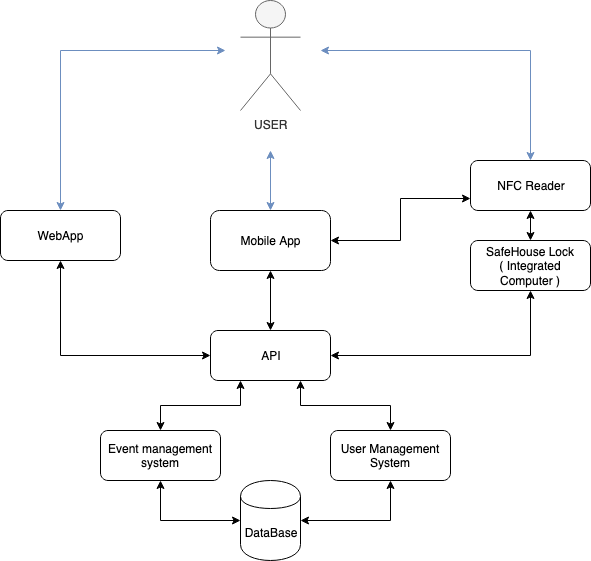 USER
NFC Reader
WebApp
Mobile App
SafeHouse Lock
( Integrated
Computer )
API
Event management
system
User Management
System
DataBase